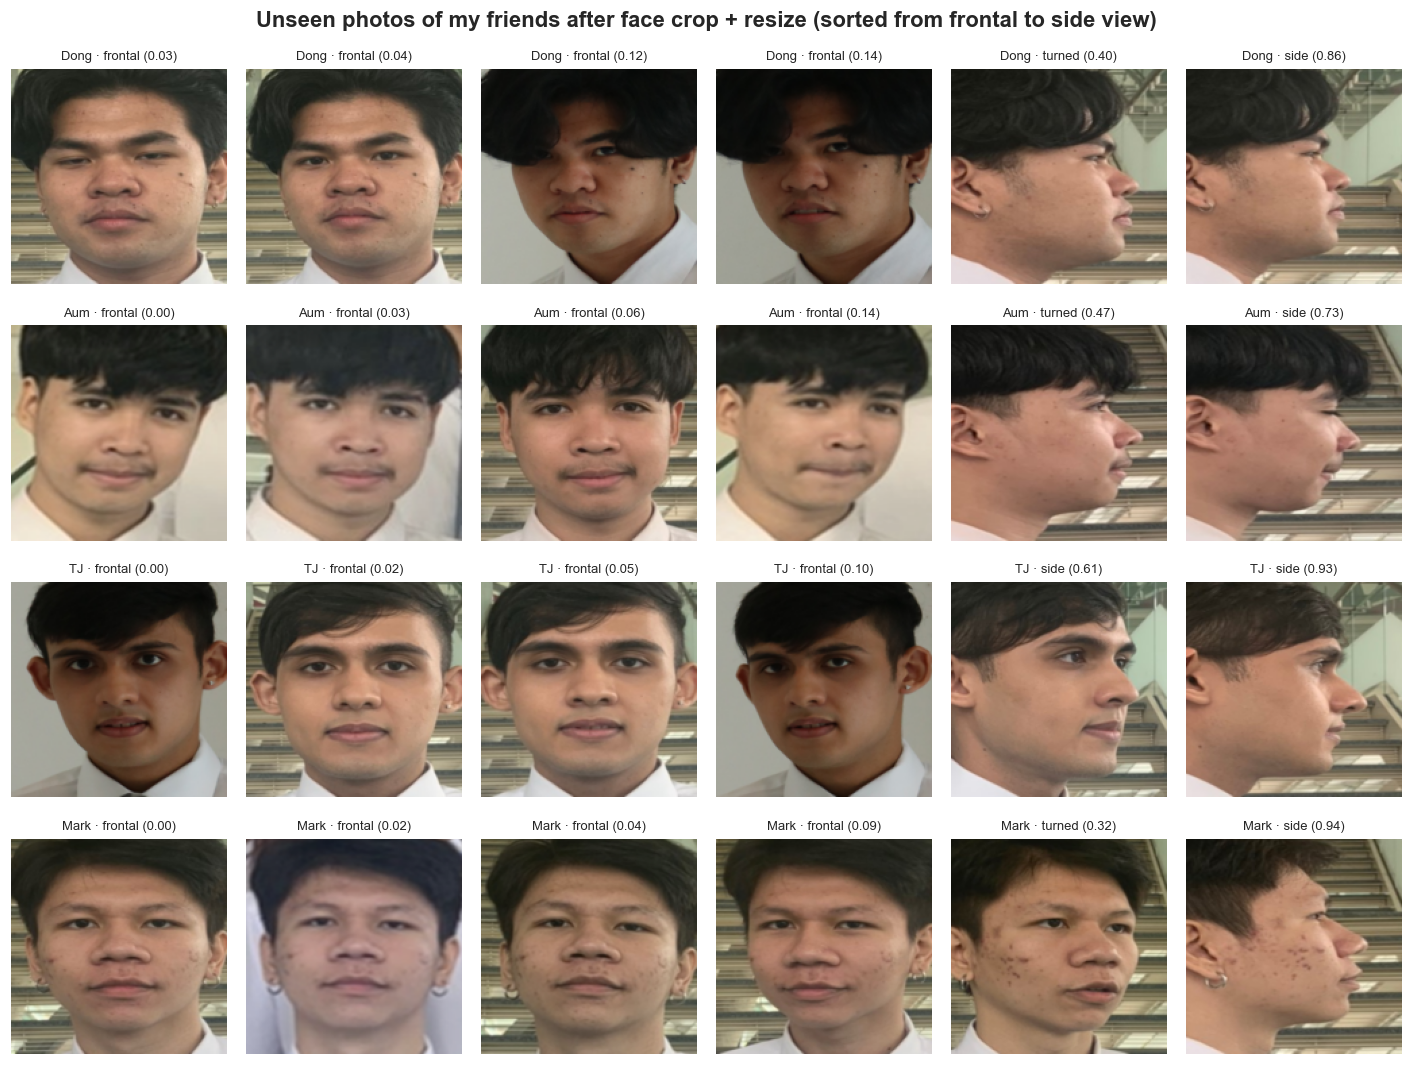 Unseen photos of my friends after face crop + resize (sorted from frontal to side view)
Dong · frontal (0.03)
Dong · frontal (0.04)
Dong · frontal (0.12)
Dong · frontal (0.14)
Dong · turned (0.40)
Dong · side (0.86)
Aum · frontal (0.00)
Aum · frontal (0.03)
Aum · frontal (0.06)
Aum · frontal (0.14)
Aum · turned (0.47)
Aum · side (0.73)
TJ · frontal (0.00)
TJ · frontal (0.02)
TJ · frontal (0.05)
TJ · frontal (0.10)
TJ · side (0.61)
TJ · side (0.93)
Mark · frontal (0.00)
Mark · frontal (0.02)
Mark · frontal (0.04)
Mark · frontal (0.09)
Mark · turned (0.32)
Mark · side (0.94)